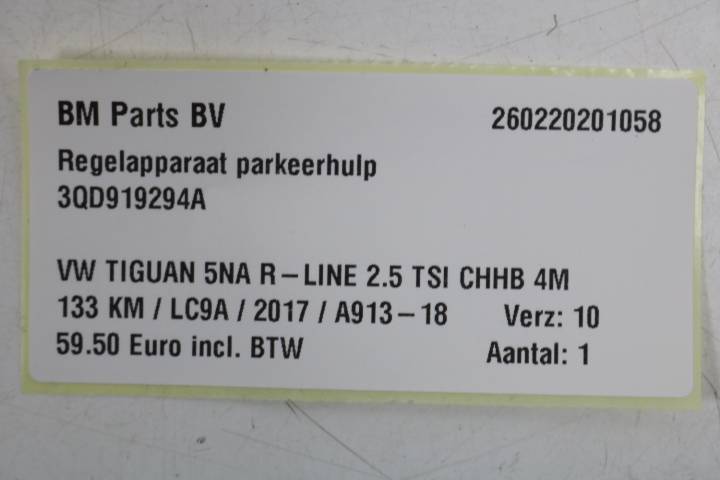 BM Parts BV 260220201058
Regelapparaat parkeerhulp
3QD919294A
VW TIGUAN 5NA R-LINE 2.5 TSI CHHB 4M
133 KM / LC9A / 2017 / A913-18 Verz: 10
59.50 Euro incl. BTW Aantal: 1